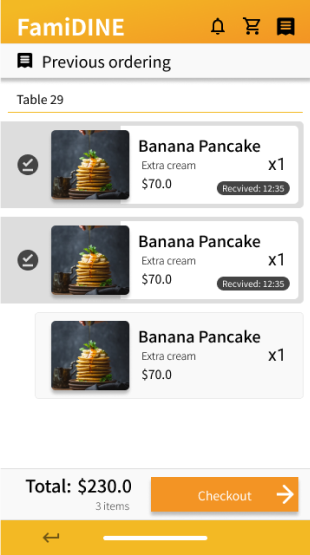 FamiDINE
Previous ordering
Table 29
Banana Pancake
Extra cream
x1
$70.0
Recvived: 12:35
Banana Pancake
Extra cream
x1
$70.0
Recvived: 12:35
Banana Pancake
Extra cream
x1
$70.0
Total: $230.0
3 items
Checkout